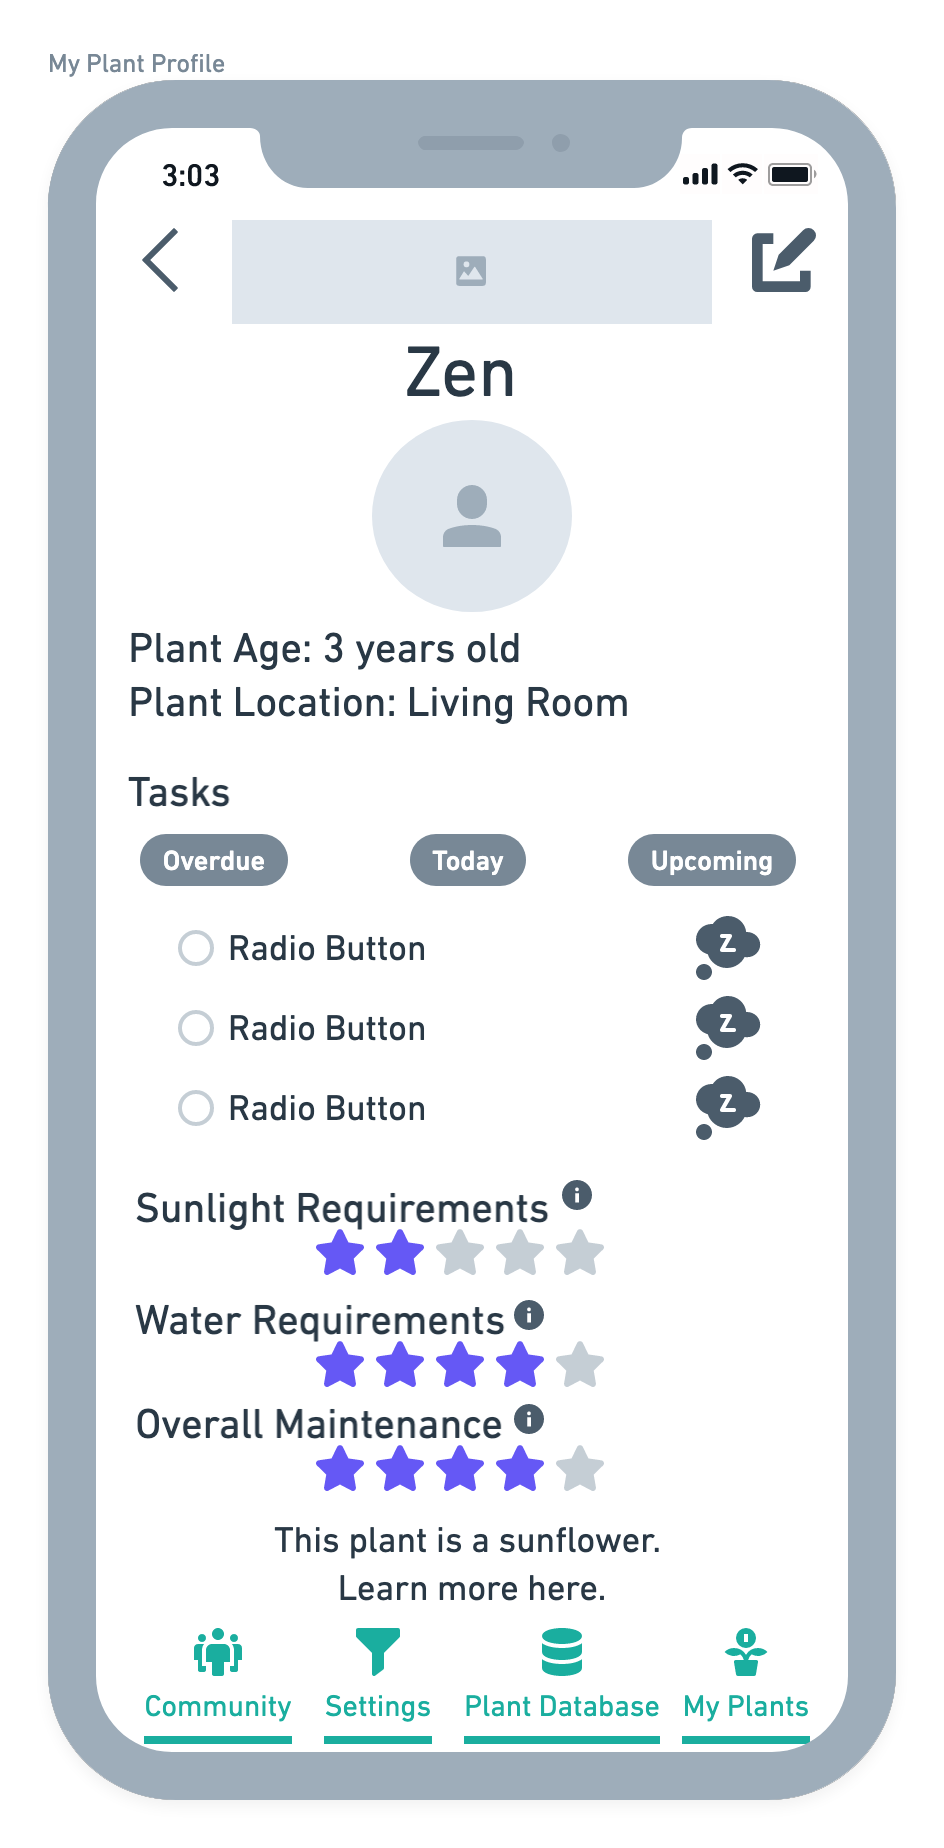 My Plant Profile
3:03
Zen
Plant Age: 3 years old
Plant Location: Living Room
Tasks
Overdue Today Upcoming
Radio Button Z
Radio Button Z
Radio Button Z
Sunlight Requirements i
Water Requirements i
Overall Maintenance i
This plant is a sunflower.
Learn more here.
Community Settings Plant Database My Plants